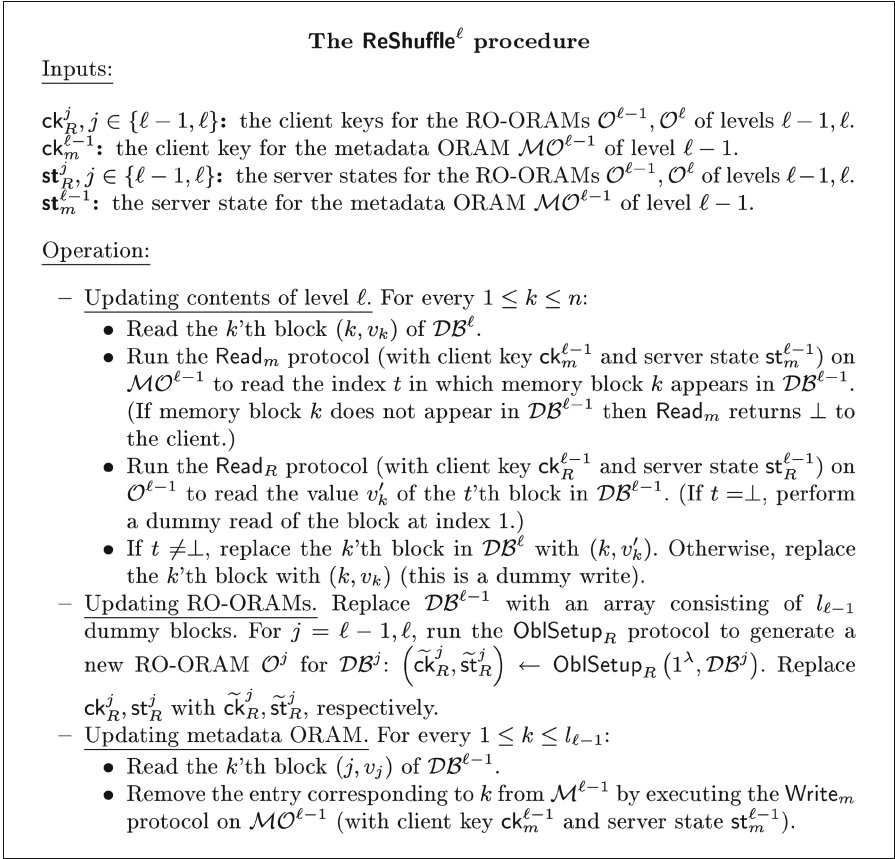 The ReShuffle^ℓ procedure
Inputs:
ck_R^j, j ∈ {ℓ − 1, ℓ}: the client keys for the RO-ORAMs 𝒪^{ℓ−1}, 𝒪^ℓ of levels ℓ − 1, ℓ.
ck_m^{ℓ−1}: the client key for the metadata ORAM ℳ𝒪^{ℓ−1} of level ℓ − 1.
st_R^j, j ∈ {ℓ − 1, ℓ}: the server states for the RO-ORAMs 𝒪^{ℓ−1}, 𝒪^ℓ of levels ℓ−1, ℓ.
st_m^{ℓ−1}: the server state for the metadata ORAM ℳ𝒪^{ℓ−1} of level ℓ − 1.
Operation:
– Updating contents of level ℓ. For every 1 ≤ k ≤ n:
• Read the k'th block (k, v_k) of 𝒟ℬ^ℓ.
• Run the Read_m protocol (with client key ck_m^{ℓ−1} and server state st_m^{ℓ−1}) on
ℳ𝒪^{ℓ−1} to read the index t in which memory block k appears in 𝒟ℬ^{ℓ−1}.
(If memory block k does not appear in 𝒟ℬ^{ℓ−1} then Read_m returns ⊥ to
the client.)
• Run the Read_R protocol (with client key ck_R^{ℓ−1} and server state st_R^{ℓ−1}) on
𝒪^{ℓ−1} to read the value v'_k of the t'th block in 𝒟ℬ^{ℓ−1}. (If t =⊥, perform
a dummy read of the block at index 1.)
• If t ≠⊥, replace the k'th block in 𝒟ℬ^ℓ with (k, v'_k). Otherwise, replace
the k'th block with (k, v_k) (this is a dummy write).
– Updating RO-ORAMs. Replace 𝒟ℬ^{ℓ−1} with an array consisting of l_{ℓ−1}
dummy blocks. For j = ℓ − 1, ℓ, run the OblSetup_R protocol to generate a
new RO-ORAM 𝒪^j for 𝒟ℬ^j: (c̃k_R^j, s̃t_R^j) ← OblSetup_R (1^λ, 𝒟ℬ^j). Replace
ck_R^j, st_R^j with c̃k_R^j, s̃t_R^j, respectively.
– Updating metadata ORAM. For every 1 ≤ k ≤ l_{ℓ−1}:
• Read the k'th block (j, v_j) of 𝒟ℬ^{ℓ−1}.
• Remove the entry corresponding to k from ℳ^{ℓ−1} by executing the Write_m
protocol on ℳ𝒪^{ℓ−1} (with client key ck_m^{ℓ−1} and server state st_m^{ℓ−1}).